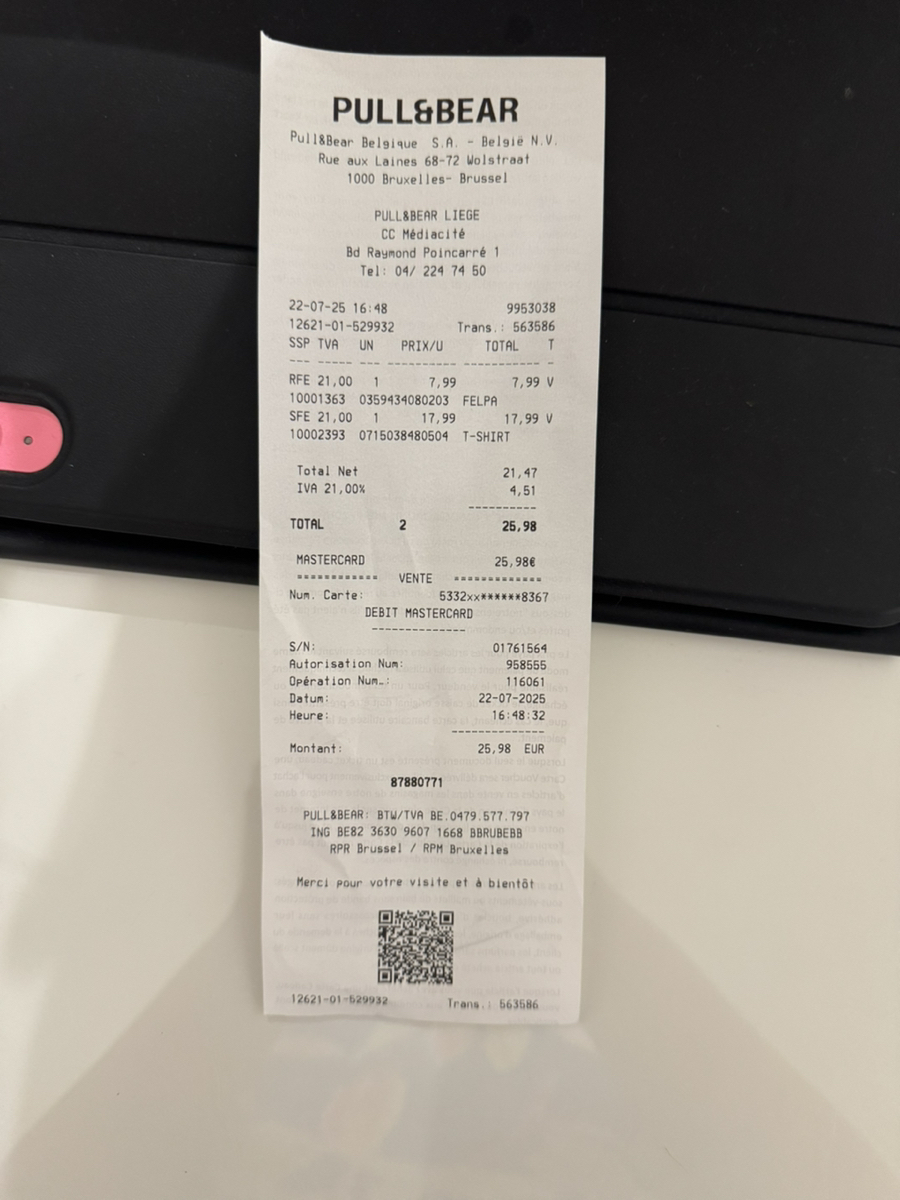 PULL&BEAR
Pull&Bear Belgique S.A. - België N.V.
Rue aux Laines 68-72 Wolstraat
1000 Bruxelles- Brussel
PULL&BEAR LIEGE
CC Médiacité
Bd Raymond Poincarré 1
Tel: 04/ 224 74 50
22-07-25 16:48 9953038
12621-01-529932 Trans.: 563586
SSP TVA UN PRIX/U TOTAL T
--- ----- --- ---------- ----------- -
RFE 21,00 1 7,99 7,99 V
10001363 0359434080203 FELPA
SFE 21,00 1 17,99 17,99 V
10002393 0715038480504 T-SHIRT
Total Net 21,47
IVA 21,00% 4,51
----------
TOTAL 2 25,98
MASTERCARD 25,98€
============ VENTE =============
Num. Carte: 5332xx******8367
DEBIT MASTERCARD
--------------
S/N: 01761564
Autorisation Num: 958555
Opération Num.: 116061
Datum: 22-07-2025
Heure: 16:48:32
--------------
Montant: 25,98 EUR
87880771
PULL&BEAR: BTW/TVA BE.0479.577.797
ING BE82 3630 9607 1668 BBRUBEBB
RPR Brussel / RPM Bruxelles
Merci pour votre visite et à bientôt
12621-01-529932 Trans.: 563586